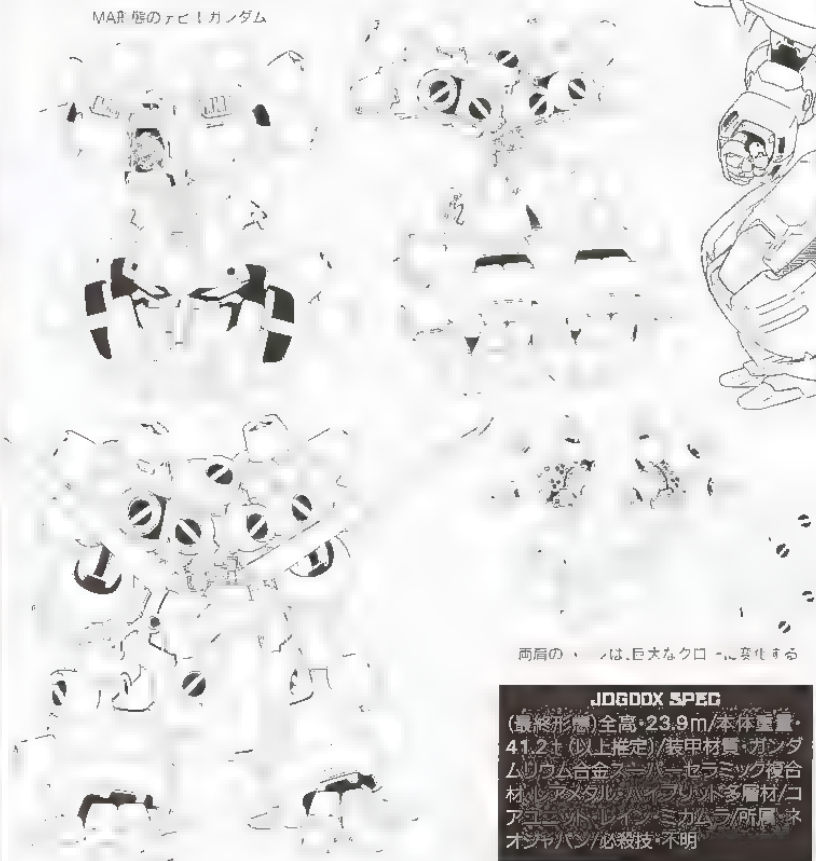 MA形態のデビルガンダム
両肩の は、巨大なクローに変化する
JDG00X SPEC
(最終形態)全高・23.9m/本体重量・
41.2t(以上推定)/装甲材質・ガンダ
ムリウム合金スーパーセラミック複合
材、レアメタル・ハイブリッド多層材/コ
アユニット・レイン・ミカムラ/所属・ネ
オジャパン/必殺技・不明